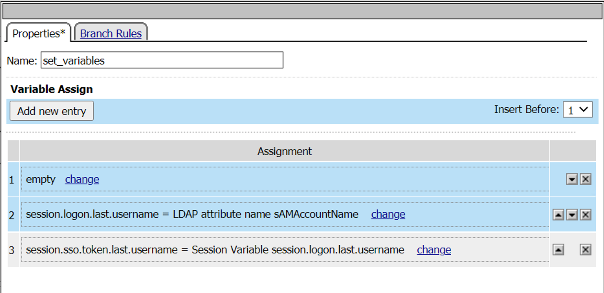 Properties* Branch Rules
Name: set_variables
Variable Assign
Add new entry Insert Before: 1
Assignment
1 empty change
2 session.logon.last.username = LDAP attribute name sAMAccountName change
3 session.sso.token.last.username = Session Variable session.logon.last.username change